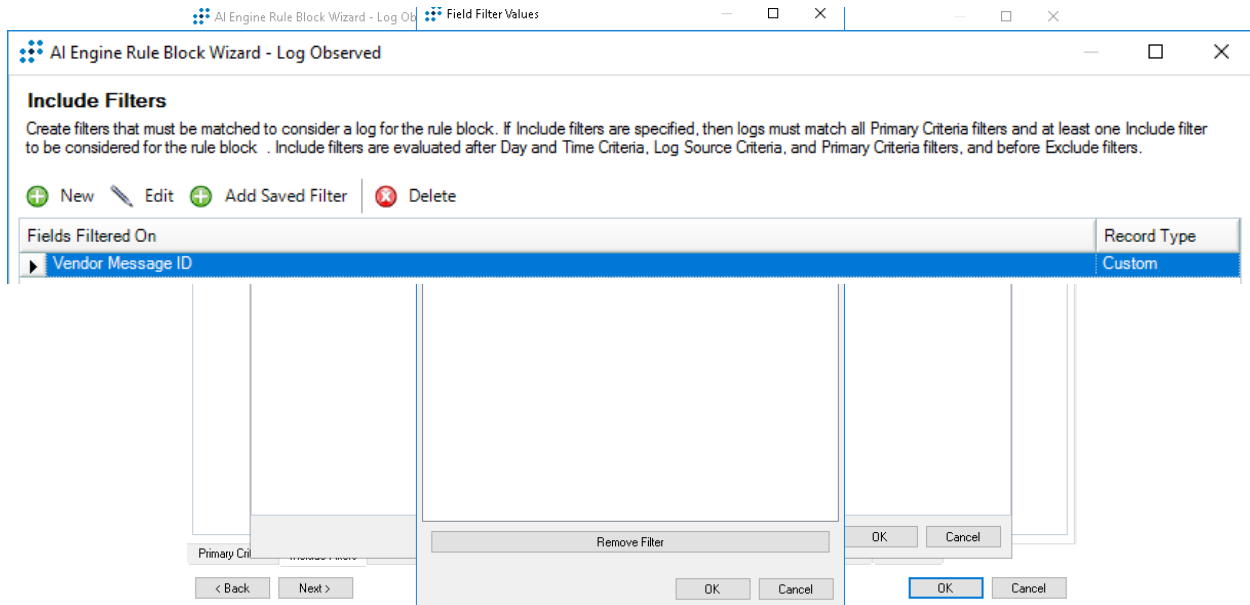 AI Engine Rule Block Wizard - Log Ob
Field Filter Values
AI Engine Rule Block Wizard - Log Observed
Include Filters
Create filters that must be matched to consider a log for the rule block. If Include filters are specified, then logs must match all Primary Criteria filters and at least one Include filter
to be considered for the rule block . Include filters are evaluated after Day and Time Criteria, Log Source Criteria, and Primary Criteria filters, and before Exclude filters.
New Edit Add Saved Filter Delete
Fields Filtered On Record Type
Vendor Message ID Custom
Remove Filter
OK Cancel
Primary Cri
< Back Next > OK Cancel OK Cancel